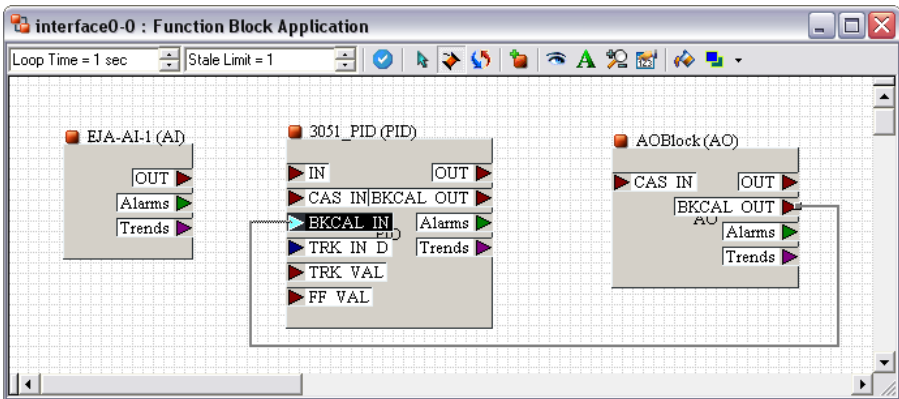 interface0-0 : Function Block Application
Loop Time = 1 sec Stale Limit = 1
EJA-AI-1 (AI)
OUT
Alarms
Trends
3051_PID (PID)
IN OUT
CAS IN BKCAL OUT
BKCAL IN Alarms
PID
TRK IN D Trends
TRK VAL
FF VAL
AOBlock (AO)
CAS IN OUT
BKCAL OUT
AO
Alarms
Trends